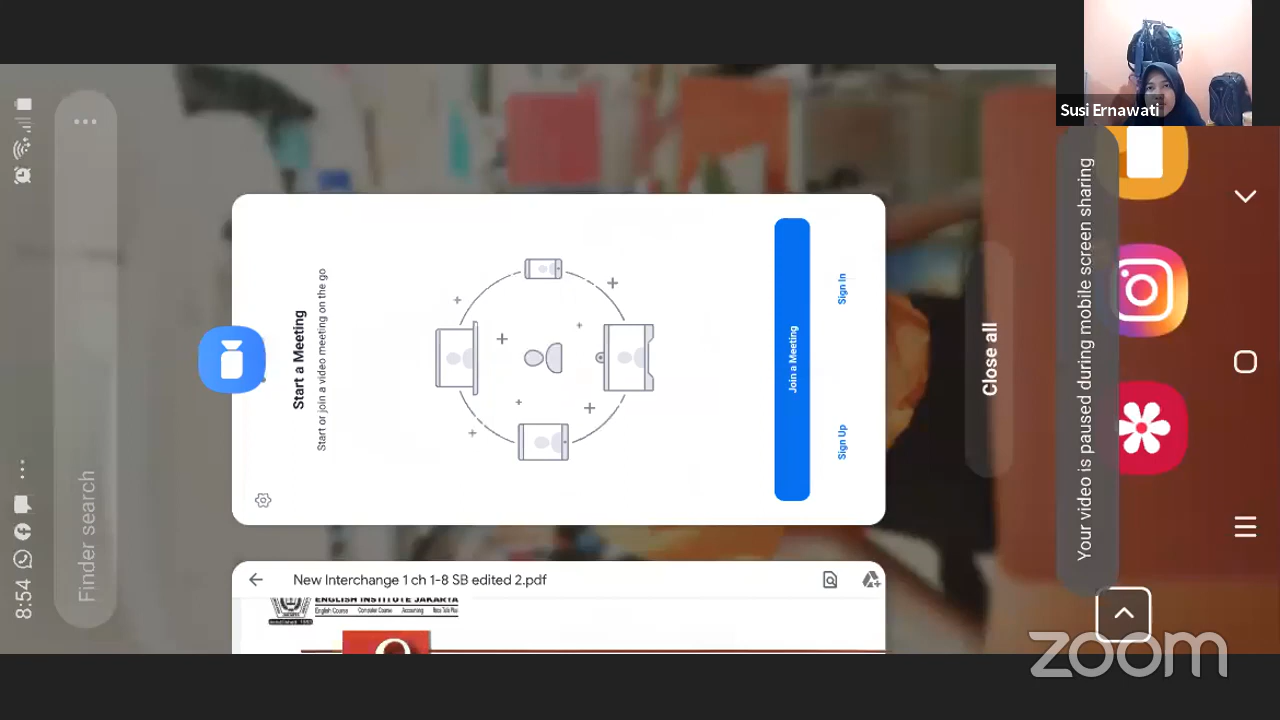 Susi Ernawati
8:54
Finder search
Start a Meeting
Start or join a video meeting on the go
Join a Meeting
Sign Up
Sign In
Close all
Your video is paused during mobile screen sharing
New Interchange 1 ch 1-8 SB edited 2.pdf
ENGLISH INSTITUTE JAKARTA
English Course Computer Course Accounting
zoom